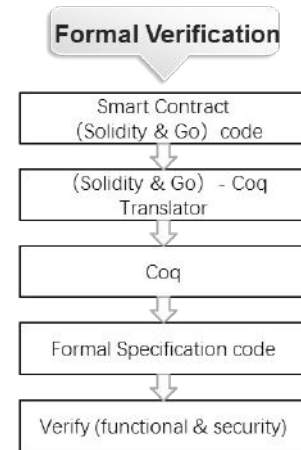 Formal Verification
Smart Contract
(Solidity & Go) code
(Solidity & Go) - Coq
Translator
Coq
Formal Specification code
Verify (functional & security)